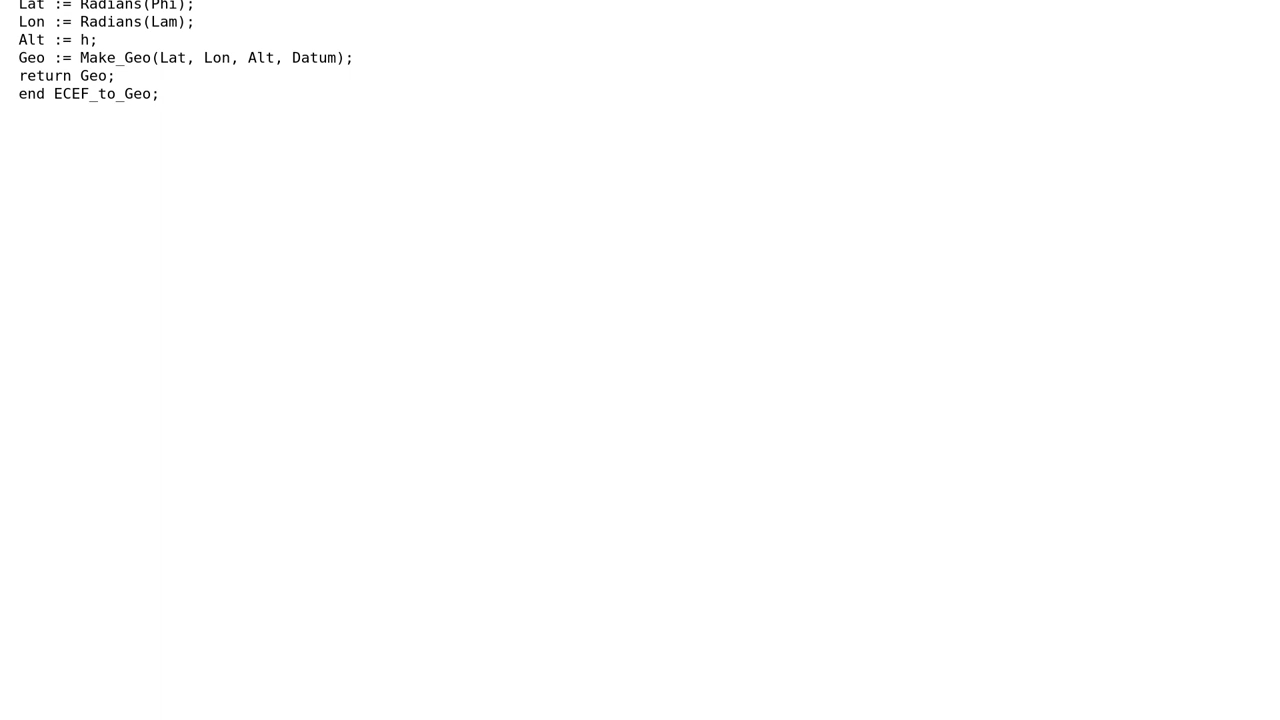 Lat := Radians(Phi);
Lon := Radians(Lam);
Alt := h;
Geo := Make_Geo(Lat, Lon, Alt, Datum);
return Geo;
end ECEF_to_Geo;